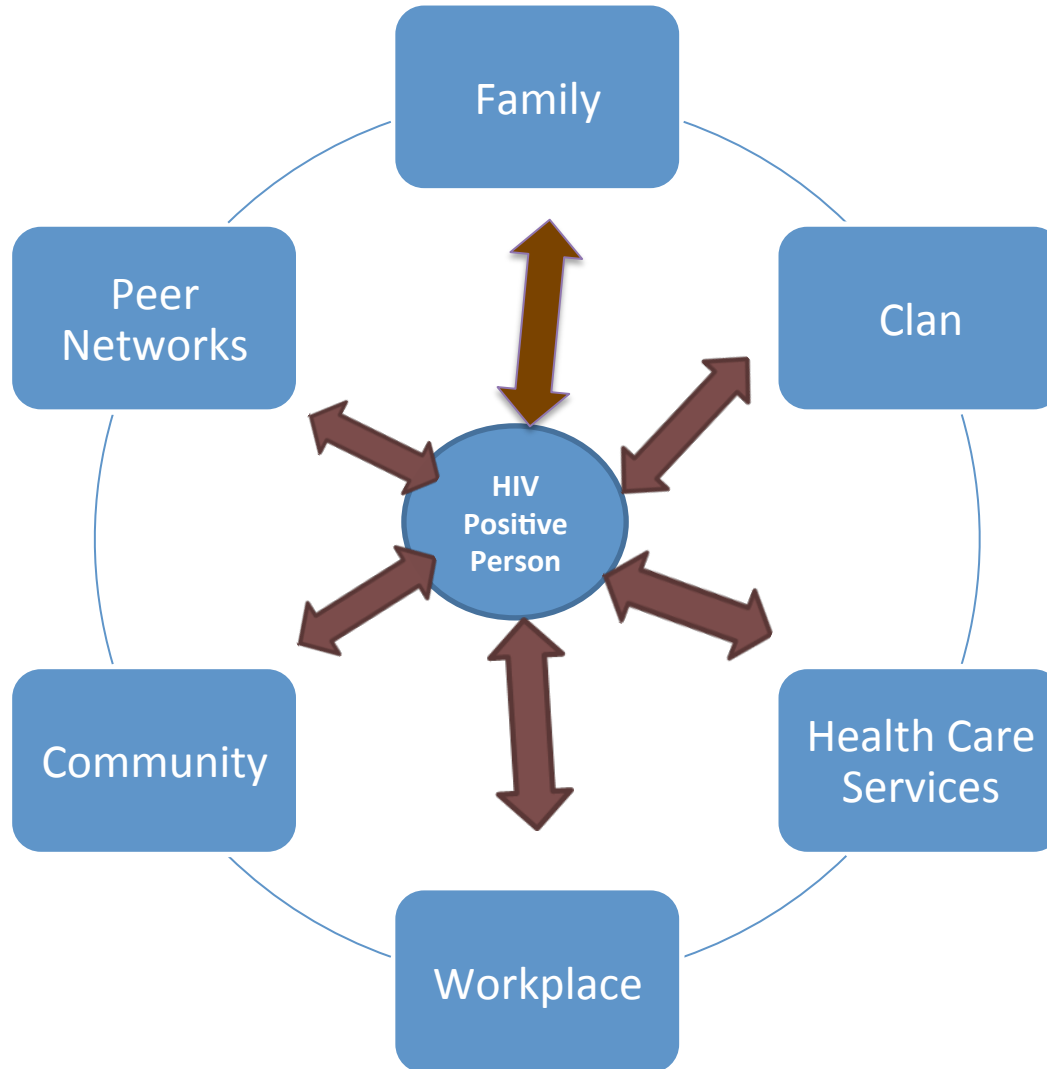 Family
Peer
Networks
Clan
HIV
Positive
Person
Community
Health Care
Services
Workplace